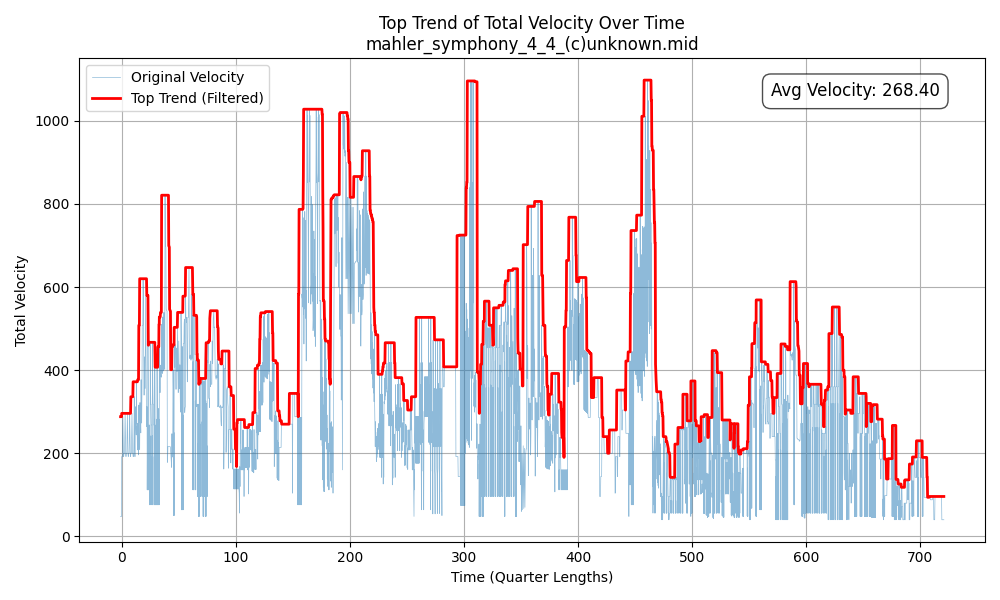 Top Trend of Total Velocity Over Time
mahler_symphony_4_4_(c)unknown.mid
Original Velocity
Top Trend (Filtered)
Avg Velocity: 268.40
Total Velocity
1000
800
600
400
200
0
0 100 200 300 400 500 600 700
Time (Quarter Lengths)